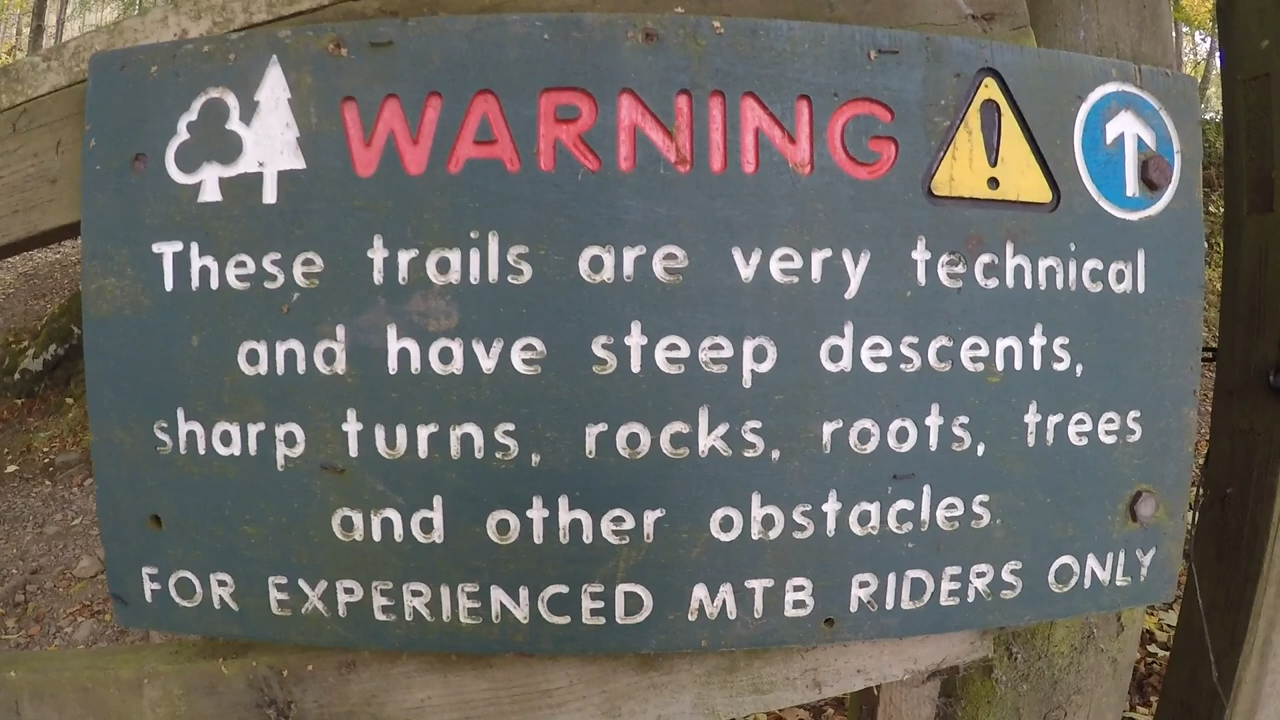 WARNING
These trails are very technical
and have steep descents,
sharp turns, rocks, roots, trees
and other obstacles.
FOR EXPERIENCED MTB RIDERS ONLY